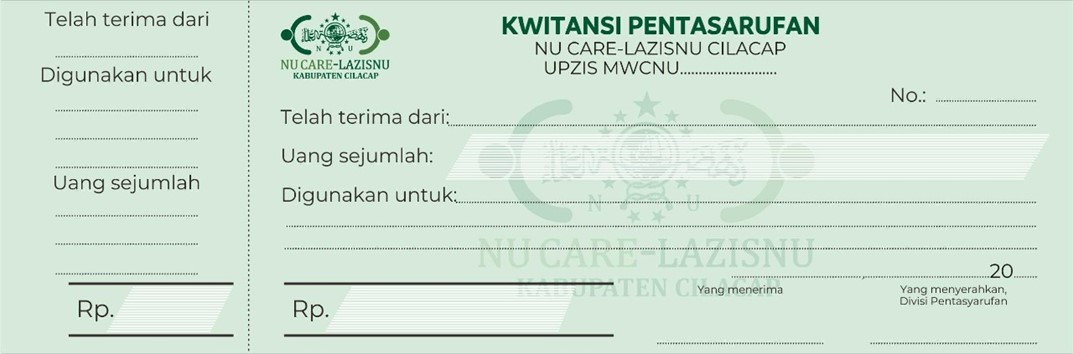 Telah terima dari
Digunakan untuk
Uang sejumlah
Rp.
N U
NU CARE-LAZISNU
KABUPATEN CILACAP
KWITANSI PENTASARUFAN
NU CARE-LAZISNU CILACAP
UPZIS MWCNU..........................
No.:
Telah terima dari:
Uang sejumlah:
Digunakan untuk:
N U
NU CARE-LAZISNU
KABUPATEN CILACAP
20
Rp.
Yang menerima
Yang menyerahkan,
Divisi Pentasyarufan